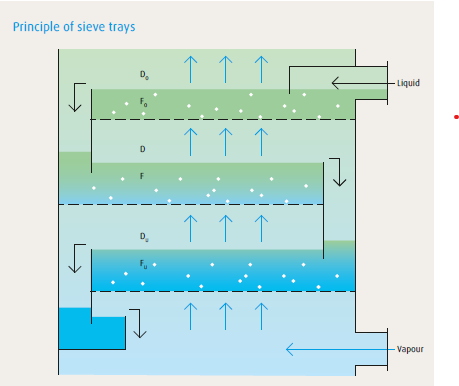 Principle of sieve trays
Dₒ
Liquid
Fₒ
D
F
Dᵤ
Fᵤ
Vapour